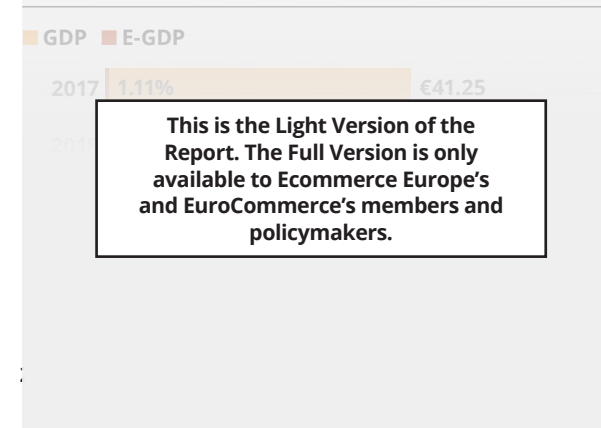 GDP E-GDP
2017 1.11% €41.25
This is the Light Version of the
Report. The Full Version is only
available to Ecommerce Europe’s
and EuroCommerce’s members and
policymakers.